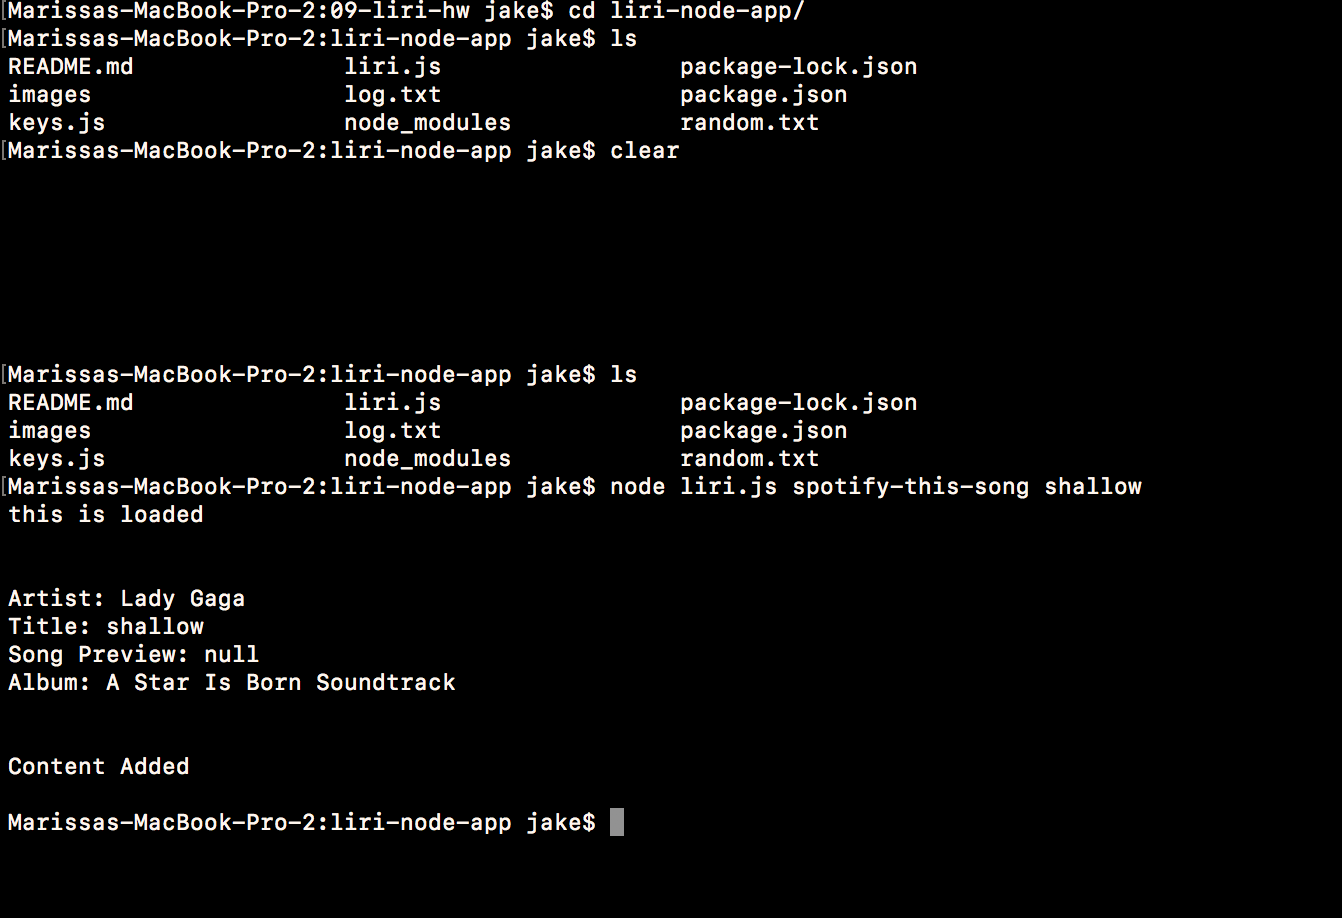 [Marissas-MacBook-Pro-2:09-liri-hw jake$ cd liri-node-app/
[Marissas-MacBook-Pro-2:liri-node-app jake$ ls
README.md liri.js package-lock.json
images log.txt package.json
keys.js node_modules random.txt
[Marissas-MacBook-Pro-2:liri-node-app jake$ clear
[Marissas-MacBook-Pro-2:liri-node-app jake$ ls
README.md liri.js package-lock.json
images log.txt package.json
keys.js node_modules random.txt
[Marissas-MacBook-Pro-2:liri-node-app jake$ node liri.js spotify-this-song shallow
this is loaded
Artist: Lady Gaga
Title: shallow
Song Preview: null
Album: A Star Is Born Soundtrack
Content Added
Marissas-MacBook-Pro-2:liri-node-app jake$